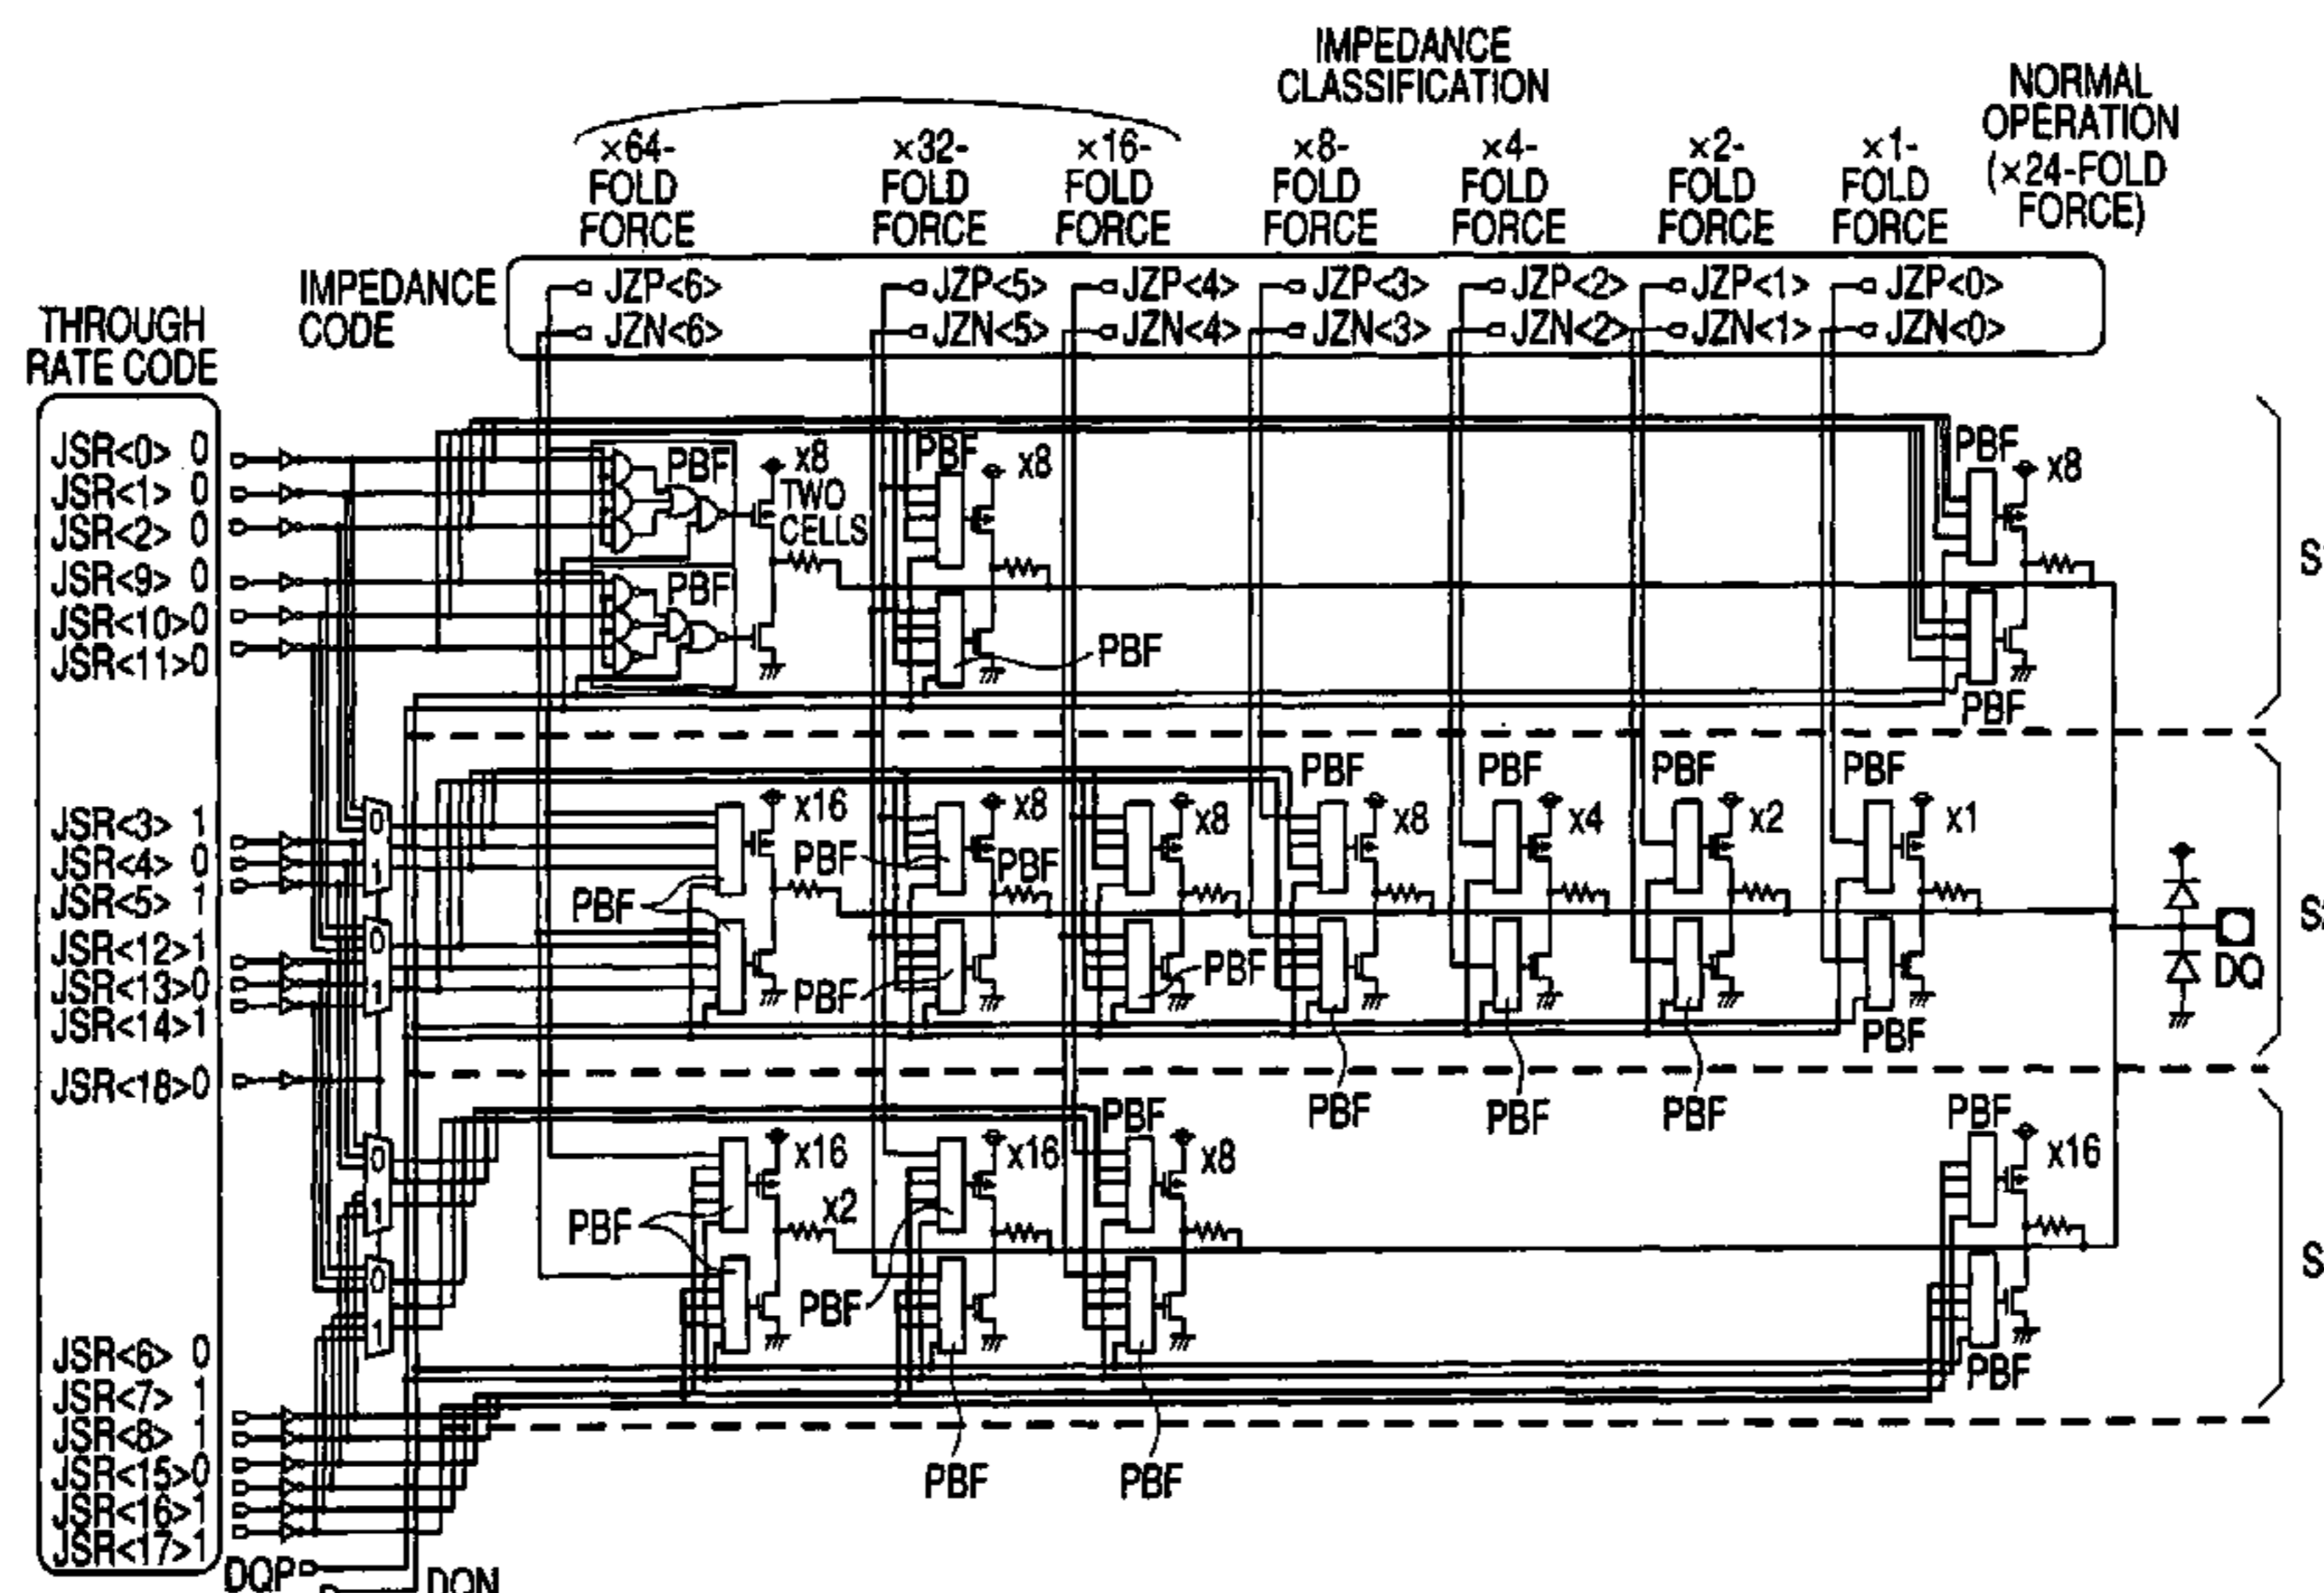 IMPEDANCE
CLASSIFICATION
NORMAL
OPERATION
(×24-FOLD
FORCE)
×64-
FOLD
FORCE
×32-
FOLD
FORCE
×16-
FOLD
FORCE
×8-
FOLD
FORCE
×4-
FOLD
FORCE
×2-
FOLD
FORCE
×1-
FOLD
FORCE
IMPEDANCE
CODE
JZP<6> JZP<5> JZP<4> JZP<3> JZP<2> JZP<1> JZP<0>
JZN<6> JZN<5> JZN<4> JZN<3> JZN<2> JZN<1> JZN<0>
THROUGH
RATE CODE
JSR<0> 0
JSR<1> 0
JSR<2> 0
JSR<9> 0
JSR<10>0
JSR<11>0
PBF x8 PBF x8 PBF x8
TWO
CELLS
PBF PBF PBF
JSR<3> 1
JSR<4> 0
JSR<5> 1
JSR<12>1
JSR<13>0
JSR<14>1
JSR<18>0
0
1
0
1
PBF PBF PBF PBF
x16 x8 x8 x8 x4 x2 x1
PBF PBF
PBF
PBF PBF
PBF
PBF PBF PBF
DQ
0
1
0
1
PBF PBF
x16 x16 x8 x16
PBF x2
PBF
PBF
PBF PBF
JSR<6> 0
JSR<7> 1
JSR<8> 1
JSR<15>0
JSR<16>1
JSR<17>1
DQP
DQN